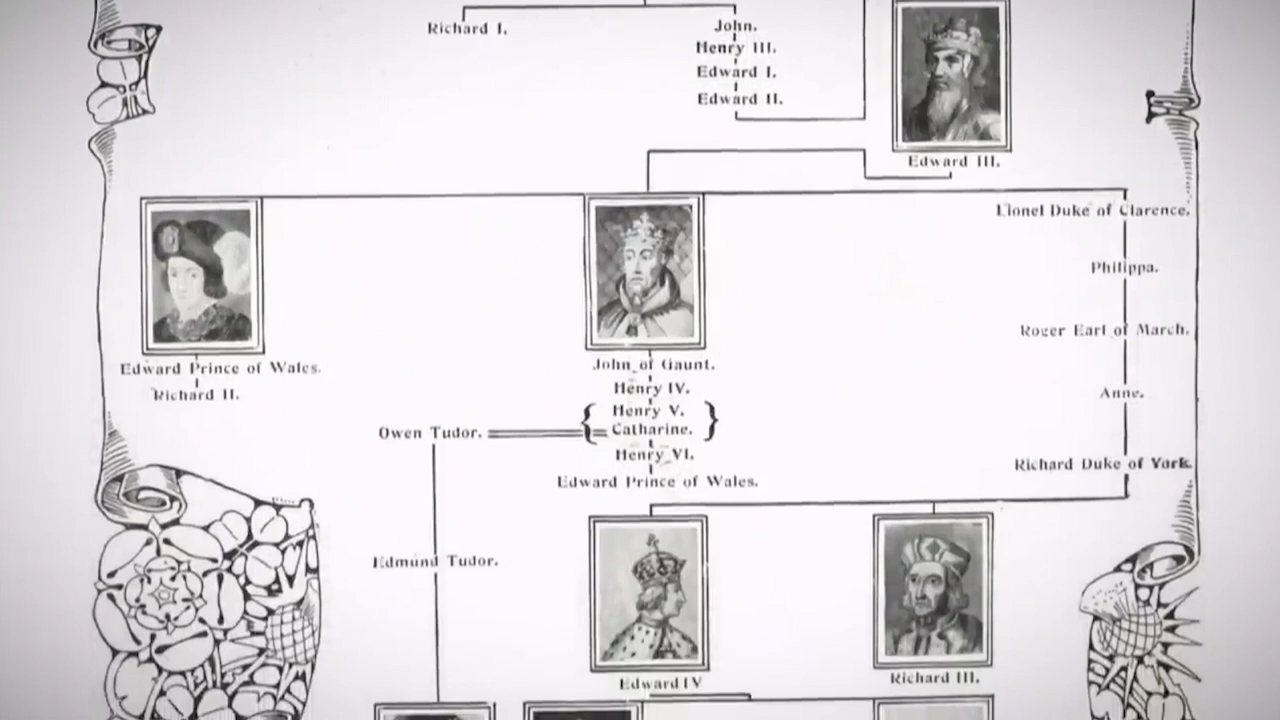 Richard I.
John.
Henry III.
Edward I.
Edward II.
Edward III.
Lionel Duke of Clarence.
Philippa.
Roger Earl of March.
Anne.
Richard Duke of York.
Edward Prince of Wales.
Richard II.
John of Gaunt.
Henry IV.
Henry V.
Owen Tudor.
Catharine.
Henry VI.
Edward Prince of Wales.
Edmund Tudor.
Edward IV
Richard III.